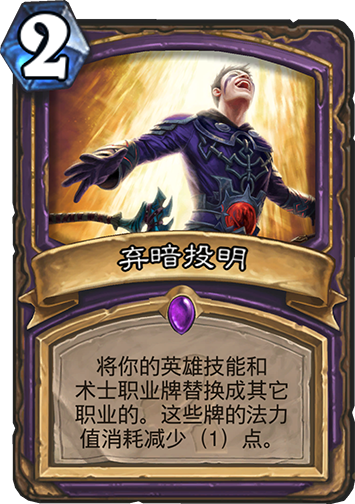 2
弃暗投明
将你的英雄技能和
术士职业牌替换成其它
职业的。这些牌的法力
值消耗减少（1）点。